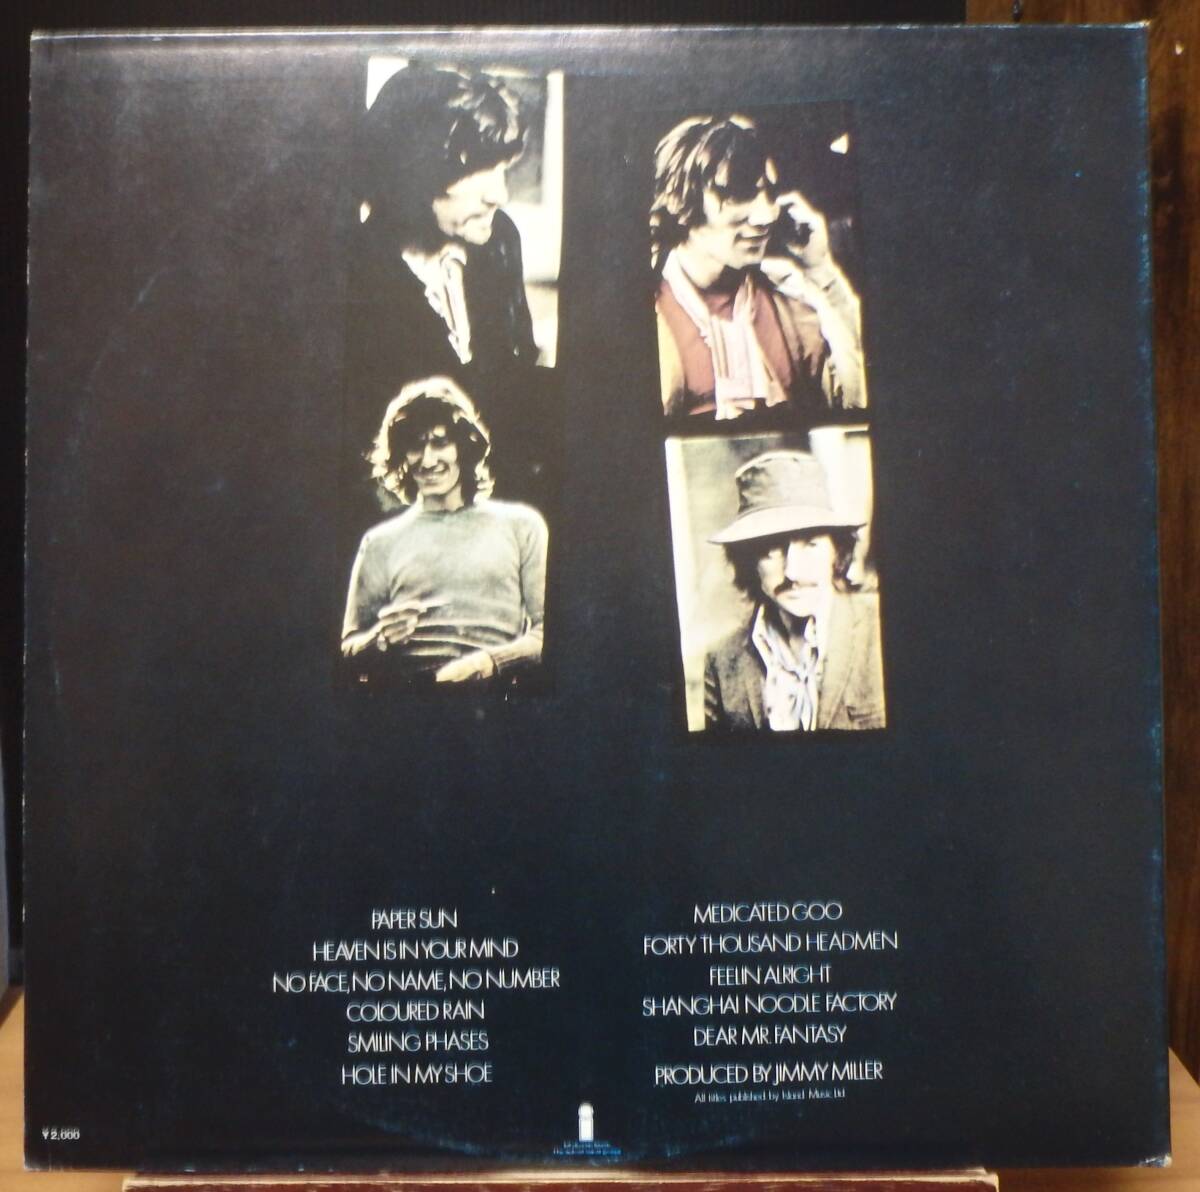 PAPER SUN
HEAVEN IS IN YOUR MIND
NO FACE, NO NAME, NO NUMBER
COLOURED RAIN
SMILING PHASES
HOLE IN MY SHOE
MEDICATED GOO
FORTY THOUSAND HEADMEN
FEELIN ALRIGHT
SHANGHAI NOODLE FACTORY
DEAR MR. FANTASY
PRODUCED BY JIMMY MILLER
All titles published by Island Music Ltd
¥2,000